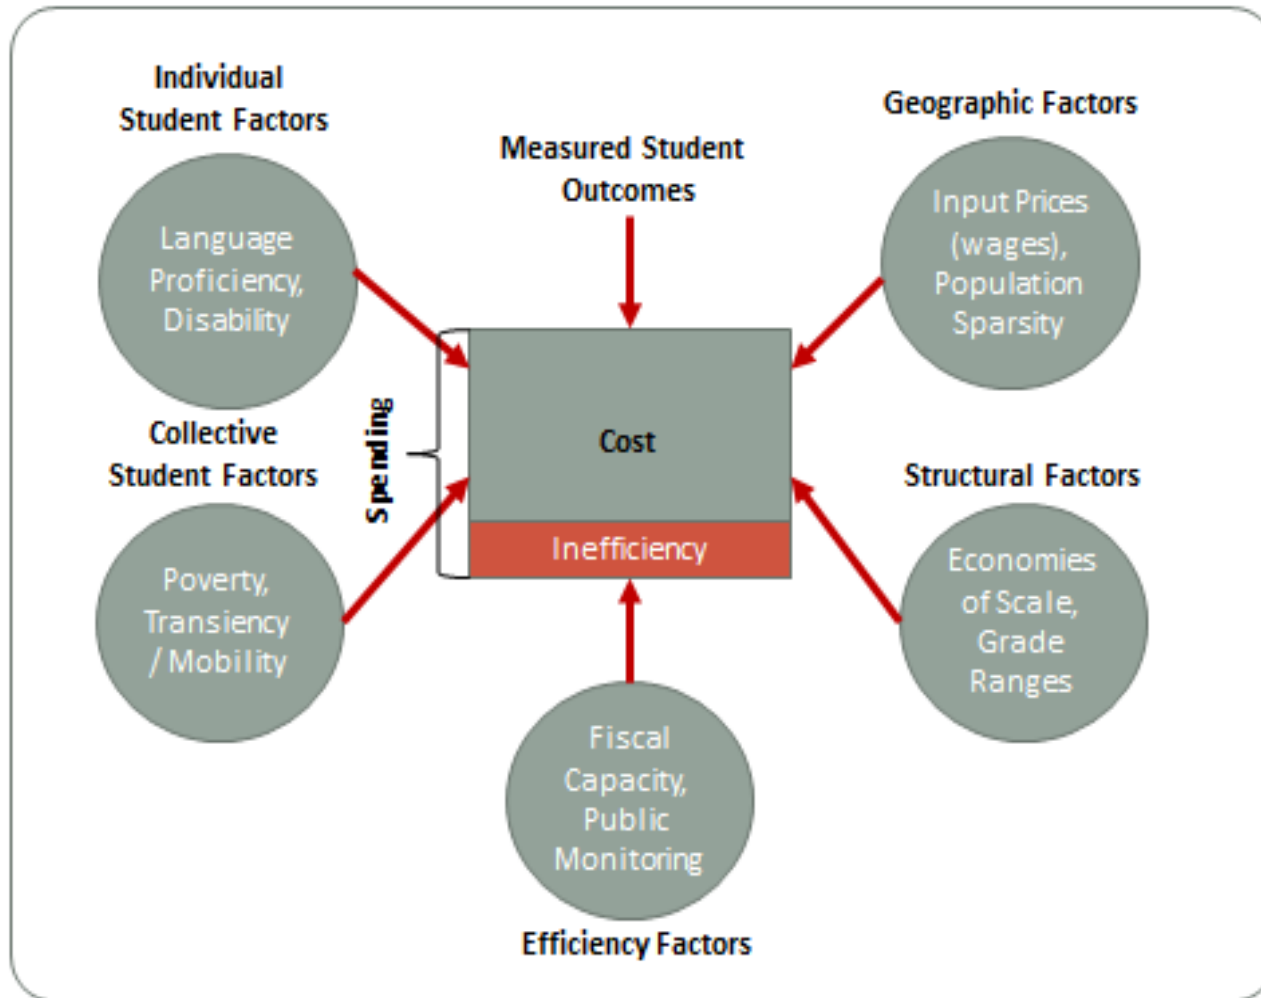 Individual
Student Factors
Language
Proficiency,
Disability
Collective
Student Factors
Poverty,
Transiency
/ Mobility
Measured Student
Outcomes
Spending
Cost
Inefficiency
Fiscal
Capacity,
Public
Monitoring
Efficiency Factors
Geographic Factors
Input Prices
(wages),
Population
Sparsity
Structural Factors
Economies
of Scale,
Grade
Ranges